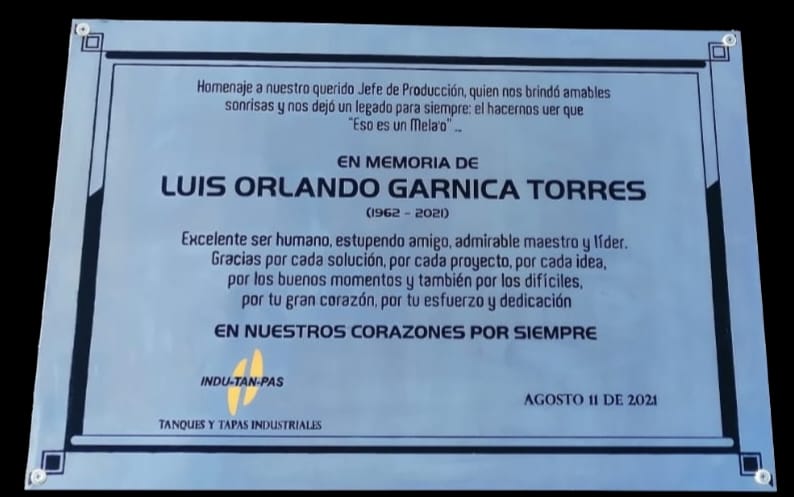 Homenaje a nuestro querido Jefe de Producción, quien nos brindó amables
sonrisas y nos dejó un legado para siempre: el hacernos ver que
"Eso es un Mela'o" ...
EN MEMORIA DE
LUIS ORLANDO GARNICA TORRES
(1962 - 2021)
Excelente ser humano, estupendo amigo, admirable maestro y líder.
Gracias por cada solución, por cada proyecto, por cada idea,
por los buenos momentos y también por los difíciles,
por tu gran corazón, por tu esfuerzo y dedicación
EN NUESTROS CORAZONES POR SIEMPRE
INDU-TAN-PAS
TANQUES Y TAPAS INDUSTRIALES
AGOSTO 11 DE 2021